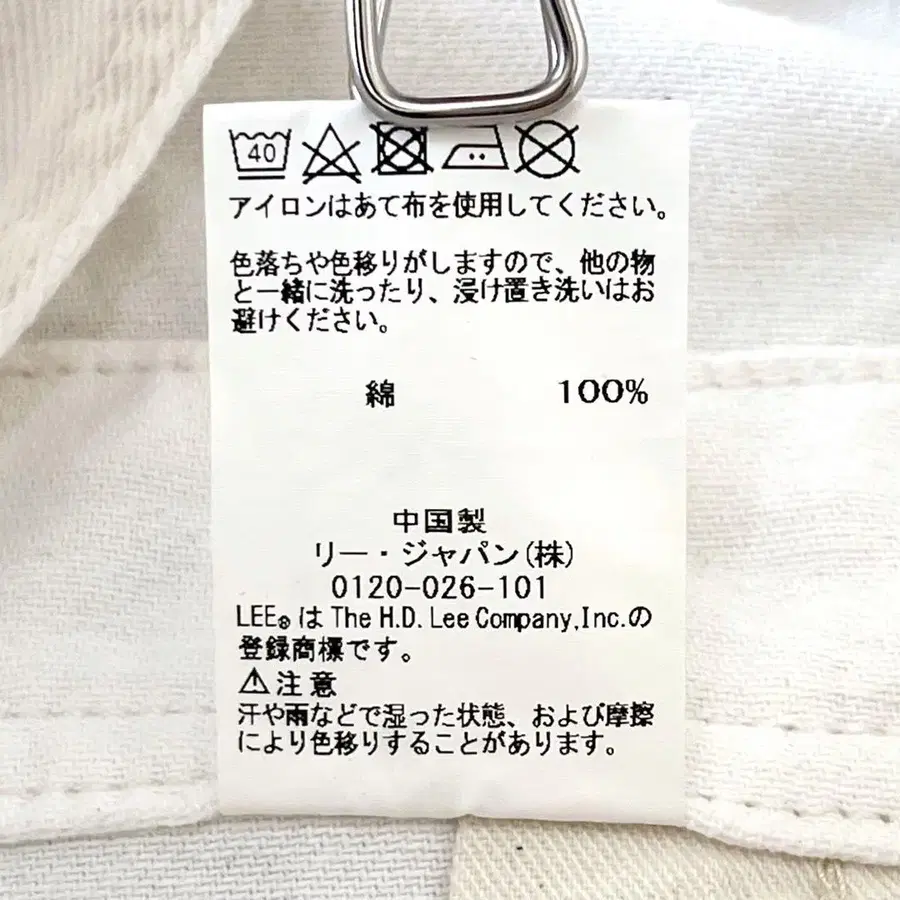 40
アイロンはあて布を使用してください。
色落ちや色移りがしますので、他の物
と一緒に洗ったり、浸け置き洗いはお
避けください。
綿 100%
中国製
リー・ジャパン(株)
0120-026-101
LEE® は The H.D. Lee Company,Inc.の
登録商標です。
⚠注意
汗や雨などで湿った状態、および摩擦
により色移りすることがあります。